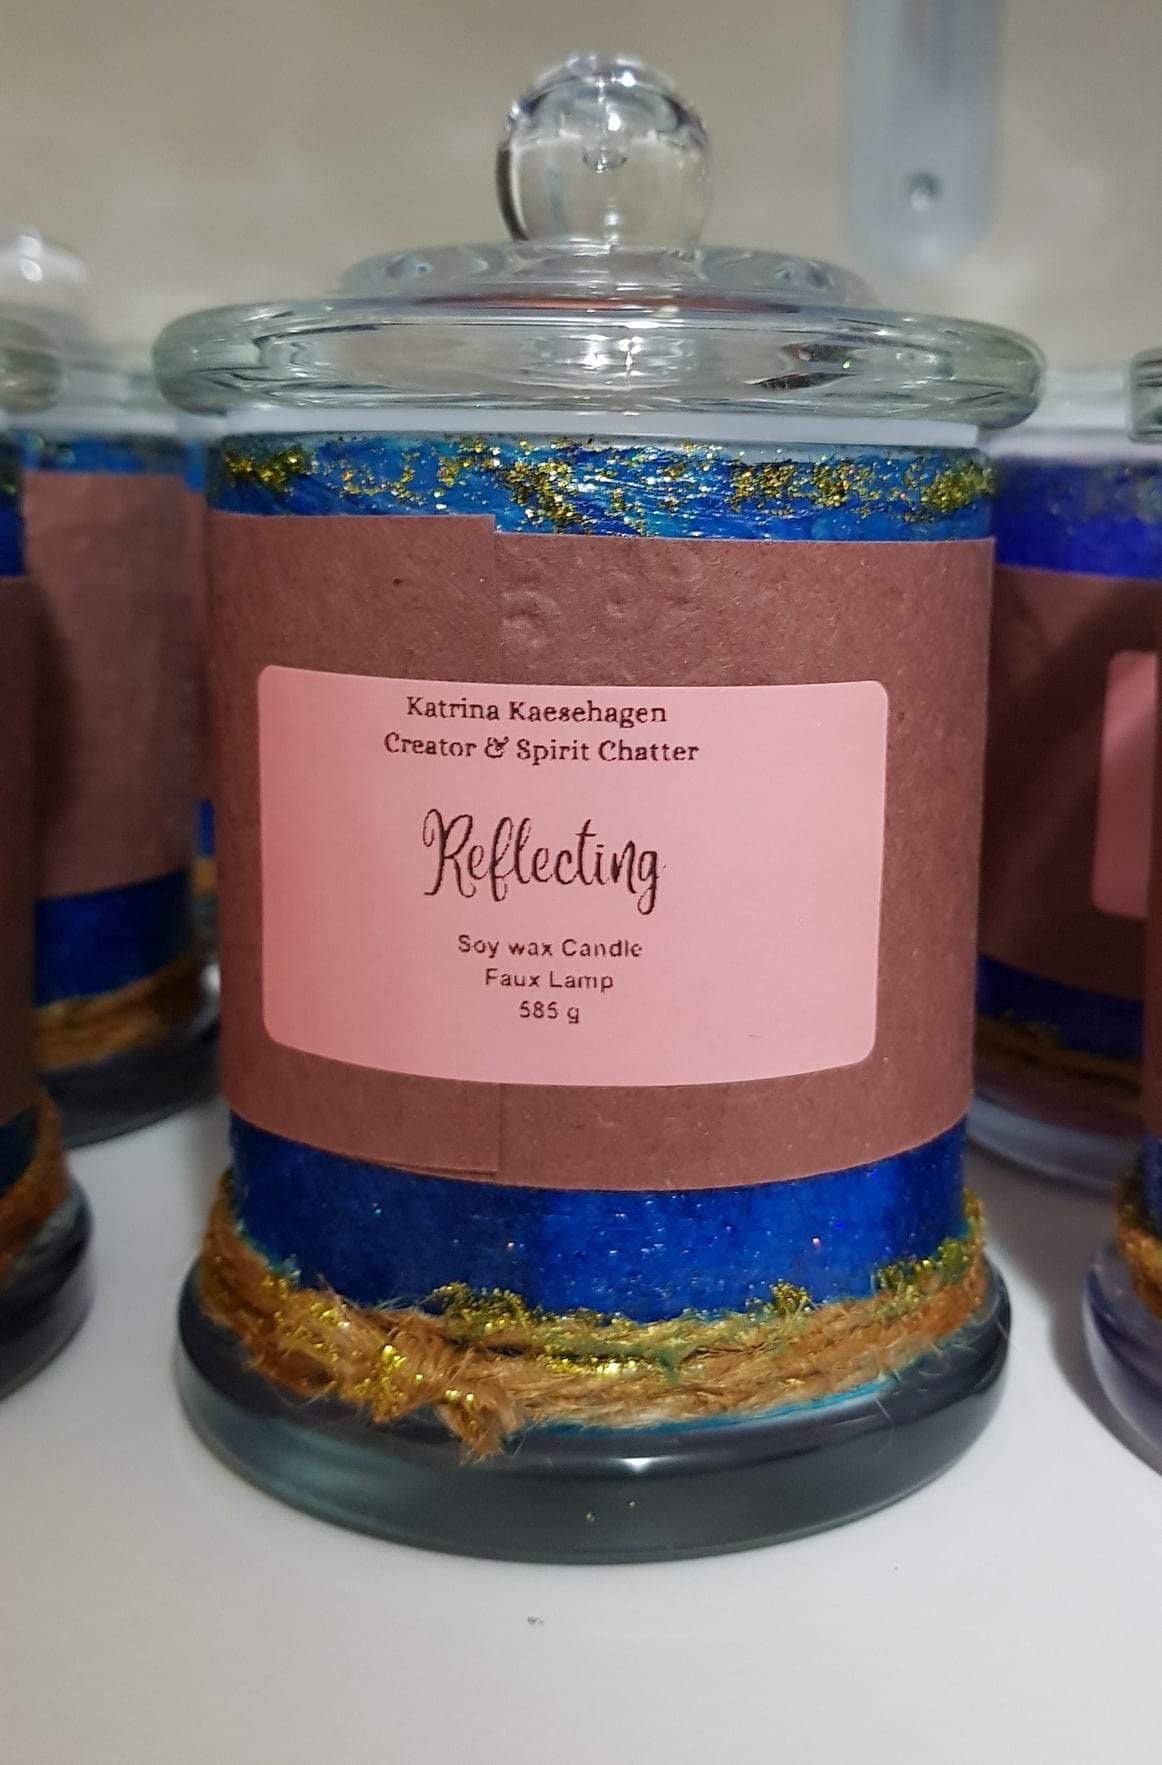 Katrina Kaesehagen
Creator & Spirit Chatter
Reflecting
Soy wax Candle
Faux Lamp
585 g